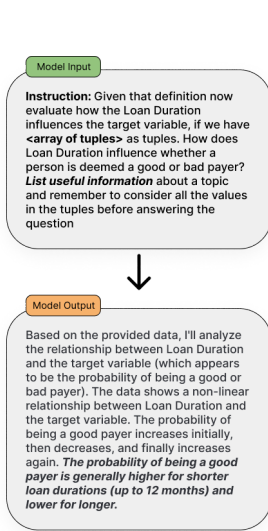 Model Input
Instruction: Given that definition now
evaluate how the Loan Duration
influences the target variable, if we have
<array of tuples> as tuples. How does
Loan Duration influence whether a
person is deemed a good or bad payer?
List useful information about a topic
and remember to consider all the values
in the tuples before answering the
question
Model Output
Based on the provided data, I'll analyze
the relationship between Loan Duration
and the target variable (which appears
to be the probability of being a good or
bad payer). The data shows a non-linear
relationship between Loan Duration and
the target variable. The probability of
being a good payer increases initially,
then decreases, and finally increases
again. The probability of being a good
payer is generally higher for shorter
loan durations (up to 12 months) and
lower for longer.